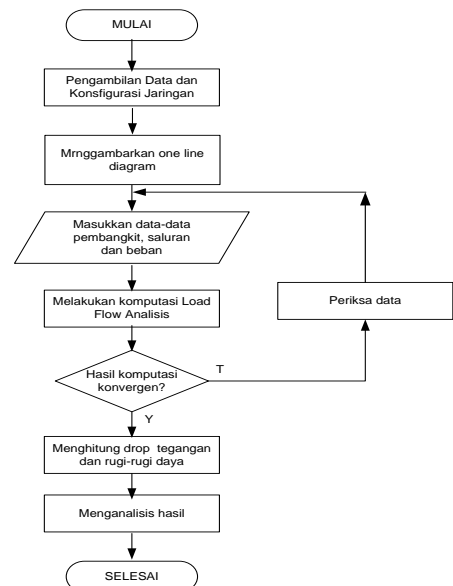 MULAI
Pengambilan Data dan
Konsfigurasi Jaringan
Mrnggambarkan one line
diagram
Masukkan data-data
pembangkit, saluran
dan beban
Melakukan komputasi Load
Flow Analisis
Periksa data
Hasil komputasi
konvergen?
T
Y
Menghitung drop tegangan
dan rugi-rugi daya
Menganalisis hasil
SELESAI